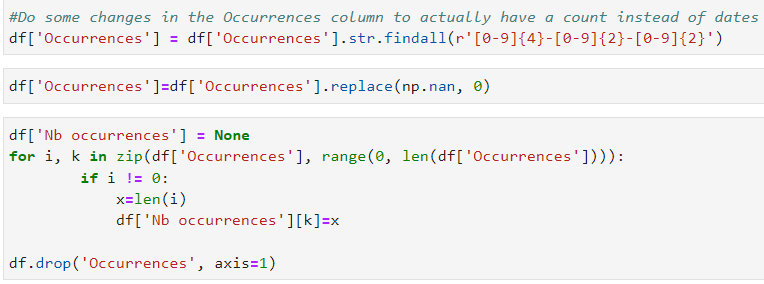 #Do some changes in the Occurrences column to actually have a count instead of dates
df['Occurrences'] = df['Occurrences'].str.findall(r'[0-9]{4}-[0-9]{2}-[0-9]{2}')
df['Occurrences']=df['Occurrences'].replace(np.nan, 0)
df['Nb occurrences'] = None
for i, k in zip(df['Occurrences'], range(0, len(df['Occurrences']))):
        if i != 0:
            x=len(i)
            df['Nb occurrences'][k]=x
df.drop('Occurrences', axis=1)